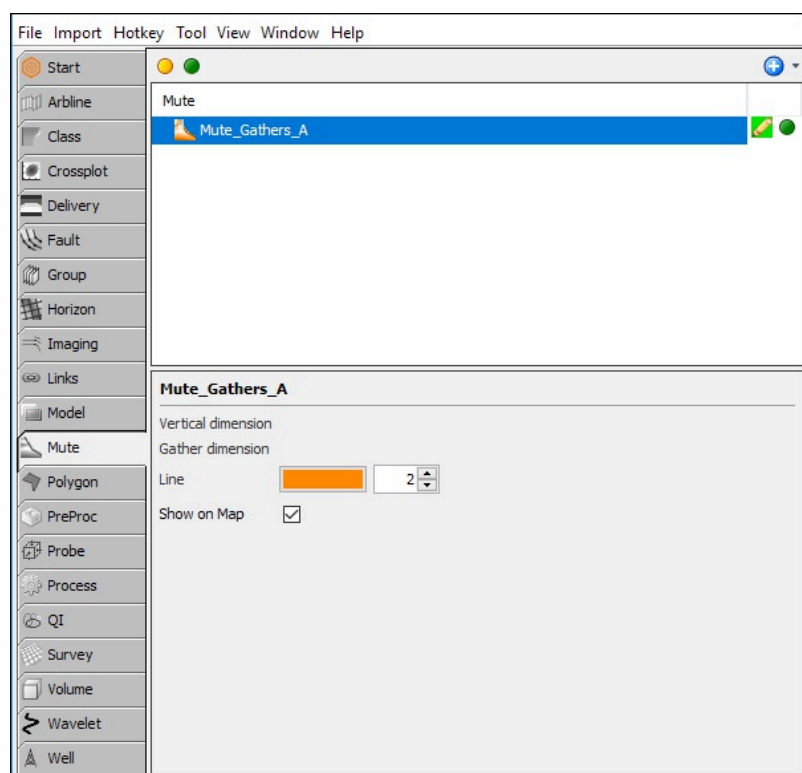 File Import Hotkey Tool View Window Help
Start
Arbline
Class
Crossplot
Delivery
Fault
Group
Horizon
Imaging
Links
Model
Mute
Polygon
PreProc
Probe
Process
QI
Survey
Volume
Wavelet
Well
Mute
Mute_Gathers_A
Mute_Gathers_A
Vertical dimension
Gather dimension
Line 2
Show on Map